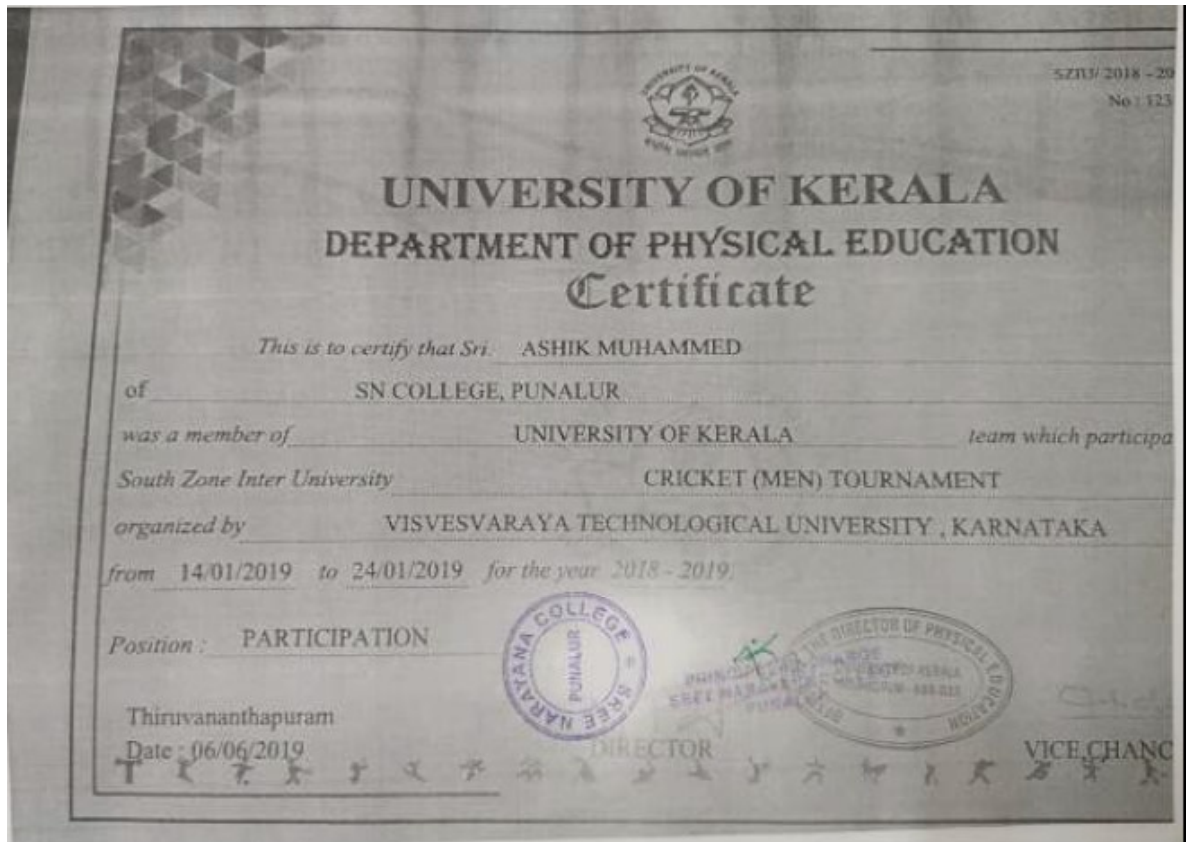 SZIU/ 2018 - 20
No : 123
UNIVERSITY OF KERALA
UNIVERSITY OF KERALA
DEPARTMENT OF PHYSICAL EDUCATION
Certificate
This is to certify that Sri. ASHIK MUHAMMED
of SN COLLEGE, PUNALUR
was a member of UNIVERSITY OF KERALA team which participa
South Zone Inter University CRICKET (MEN) TOURNAMENT
organized by VISVESVARAYA TECHNOLOGICAL UNIVERSITY , KARNATAKA
from 14/01/2019 to 24/01/2019 for the year 2018 - 2019.
Position : PARTICIPATION
SREE NARAYANA COLLEGE
PUNALUR
THE DIRECTOR OF PHYSICAL EDUCATION
Thiruvananthapuram
Date : 06/06/2019
DIRECTOR
VICE CHANC